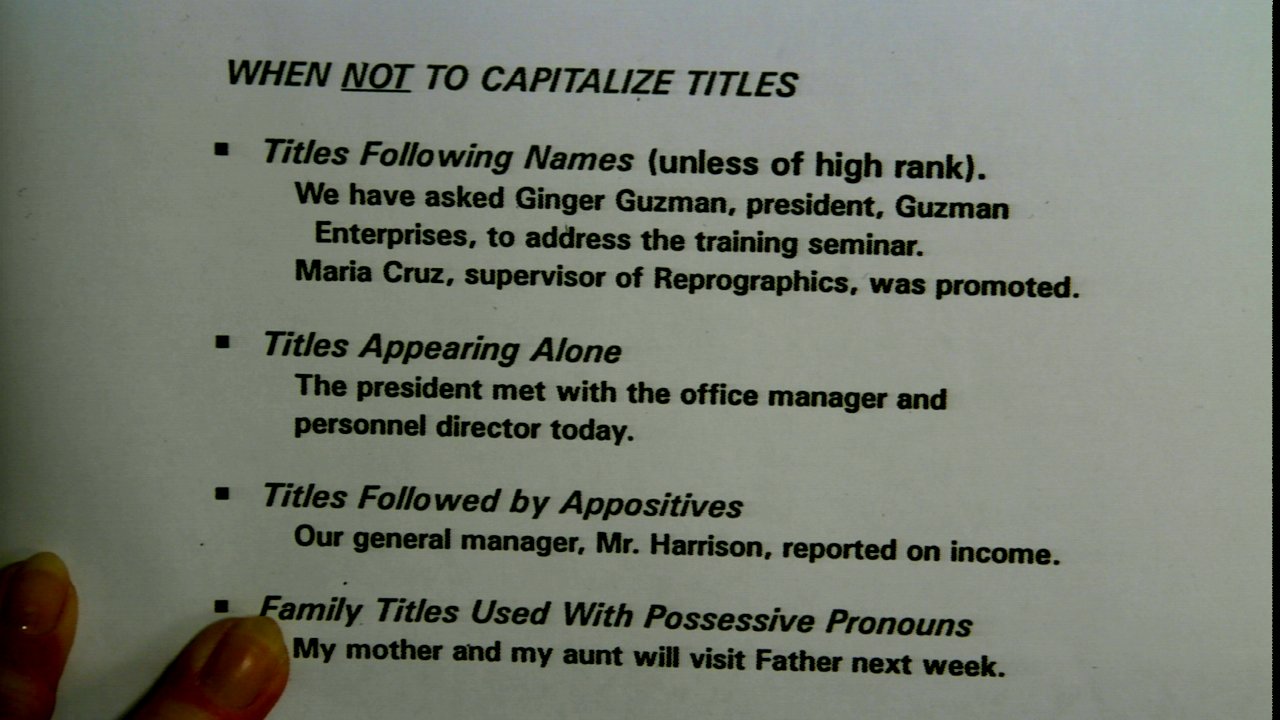 WHEN NOT TO CAPITALIZE TITLES
▪ Titles Following Names (unless of high rank).
We have asked Ginger Guzman, president, Guzman
Enterprises, to address the training seminar.
Maria Cruz, supervisor of Reprographics, was promoted.
▪ Titles Appearing Alone
The president met with the office manager and
personnel director today.
▪ Titles Followed by Appositives
Our general manager, Mr. Harrison, reported on income.
▪ Family Titles Used With Possessive Pronouns
My mother and my aunt will visit Father next week.